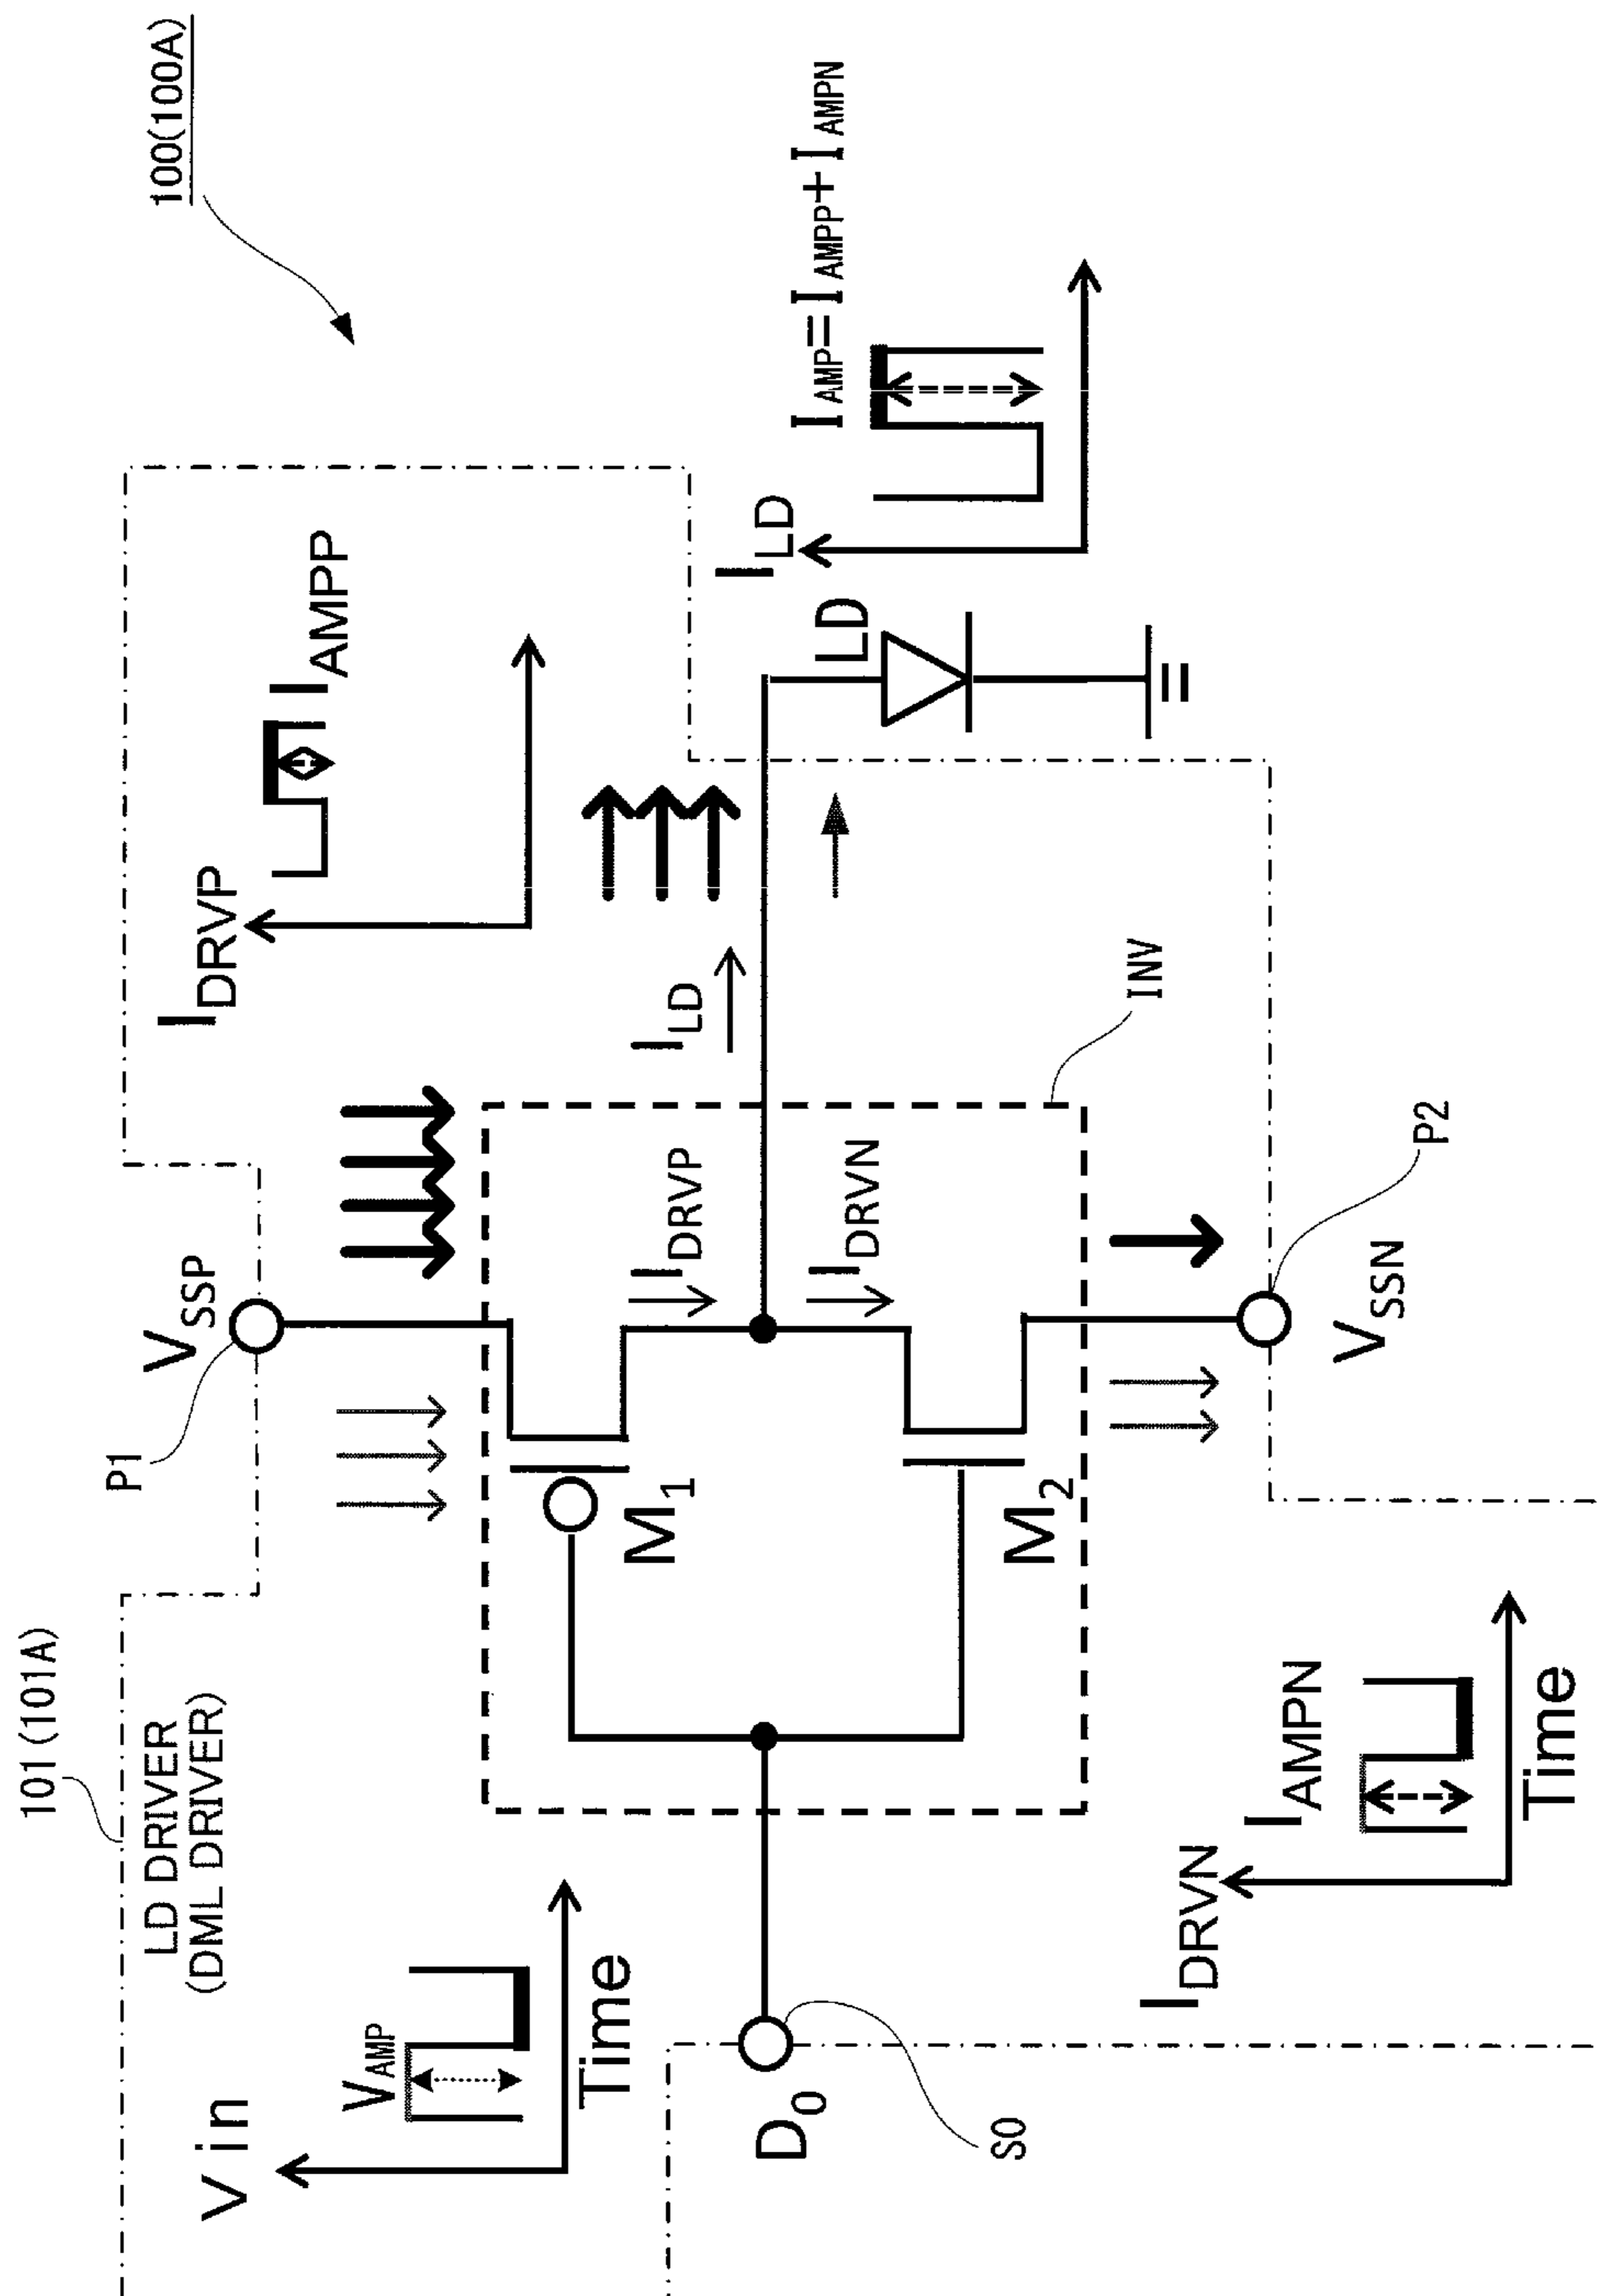 100(100A)
101(101A)
LD DRIVER
(DML DRIVER)
P1
V_SSP
I_DRVP
I_AMPP
V in
V_AMP
Time
M_1
I_DRVP
I_LD
I_LD
I_AMP=I_AMPP+I_AMPN
LD
D_0
S0
I_DRVN
M_2
INV
I_DRVN
I_AMPN
Time
V_SSN
P2